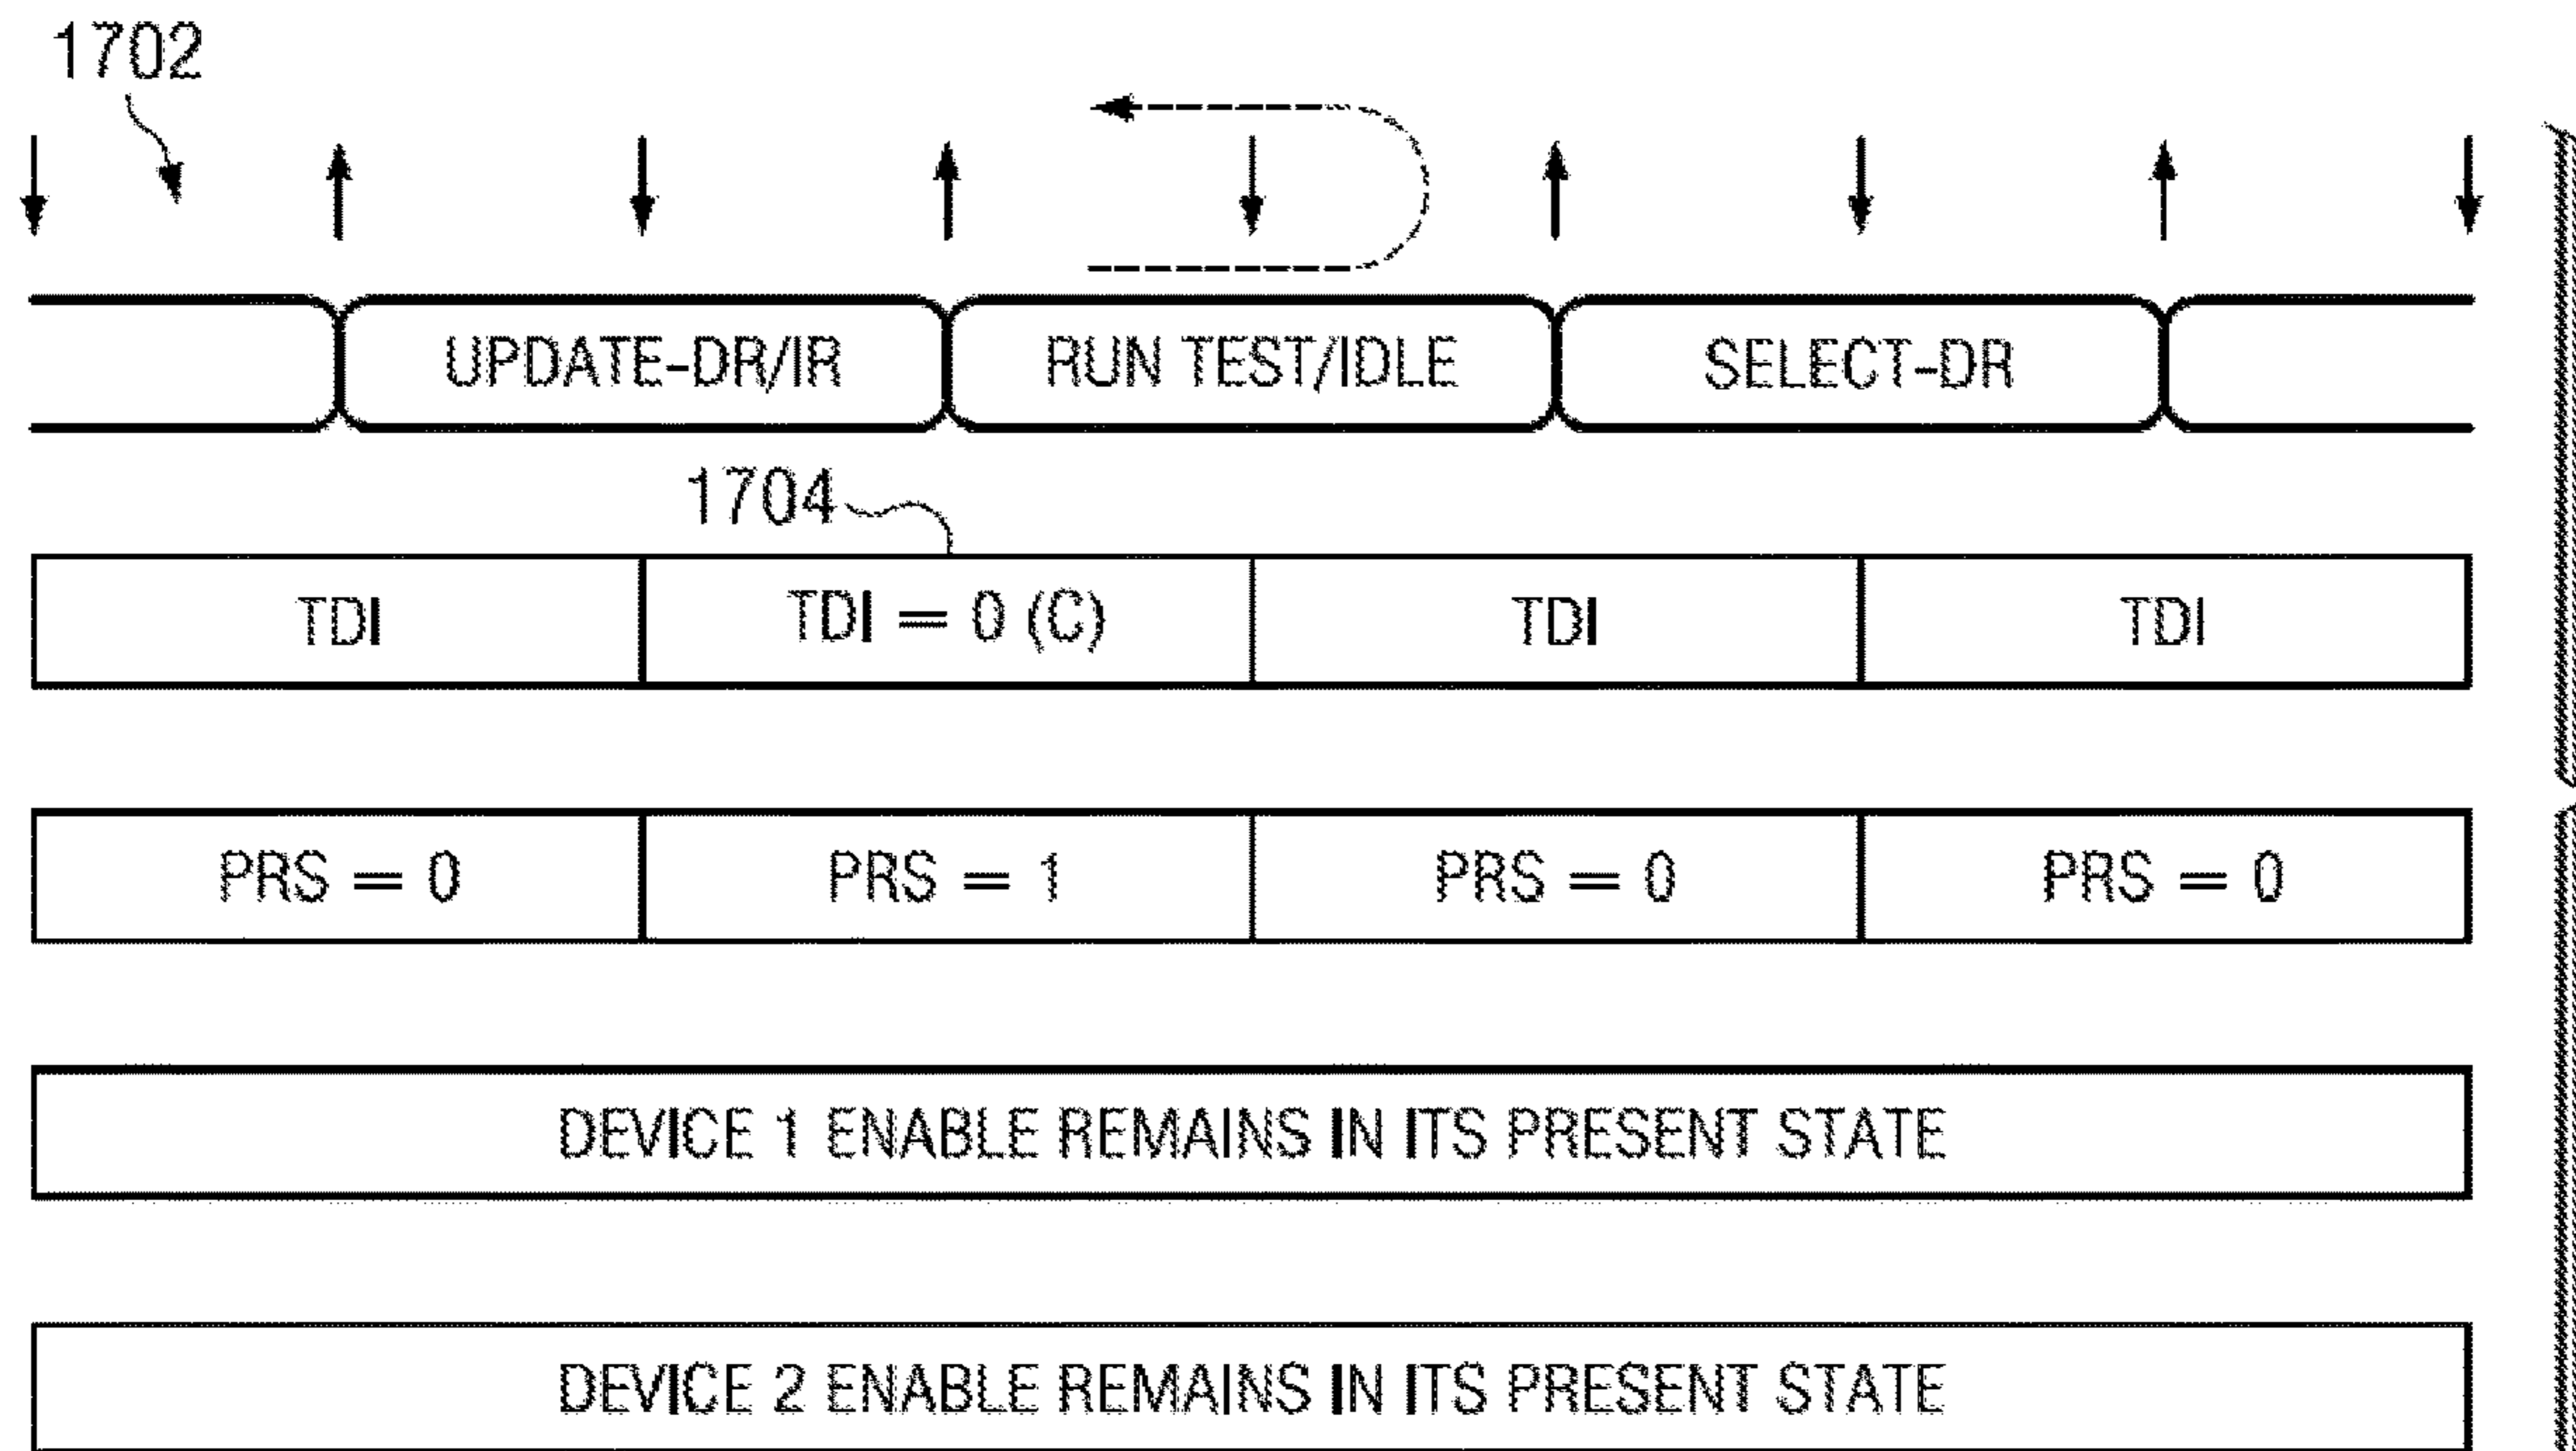 1702
UPDATE-DR/IR RUN TEST/IDLE SELECT-DR
1704
TDI TDI = 0 (C) TDI TDI
PRS = 0 PRS = 1 PRS = 0 PRS = 0
DEVICE 1 ENABLE REMAINS IN ITS PRESENT STATE
DEVICE 2 ENABLE REMAINS IN ITS PRESENT STATE